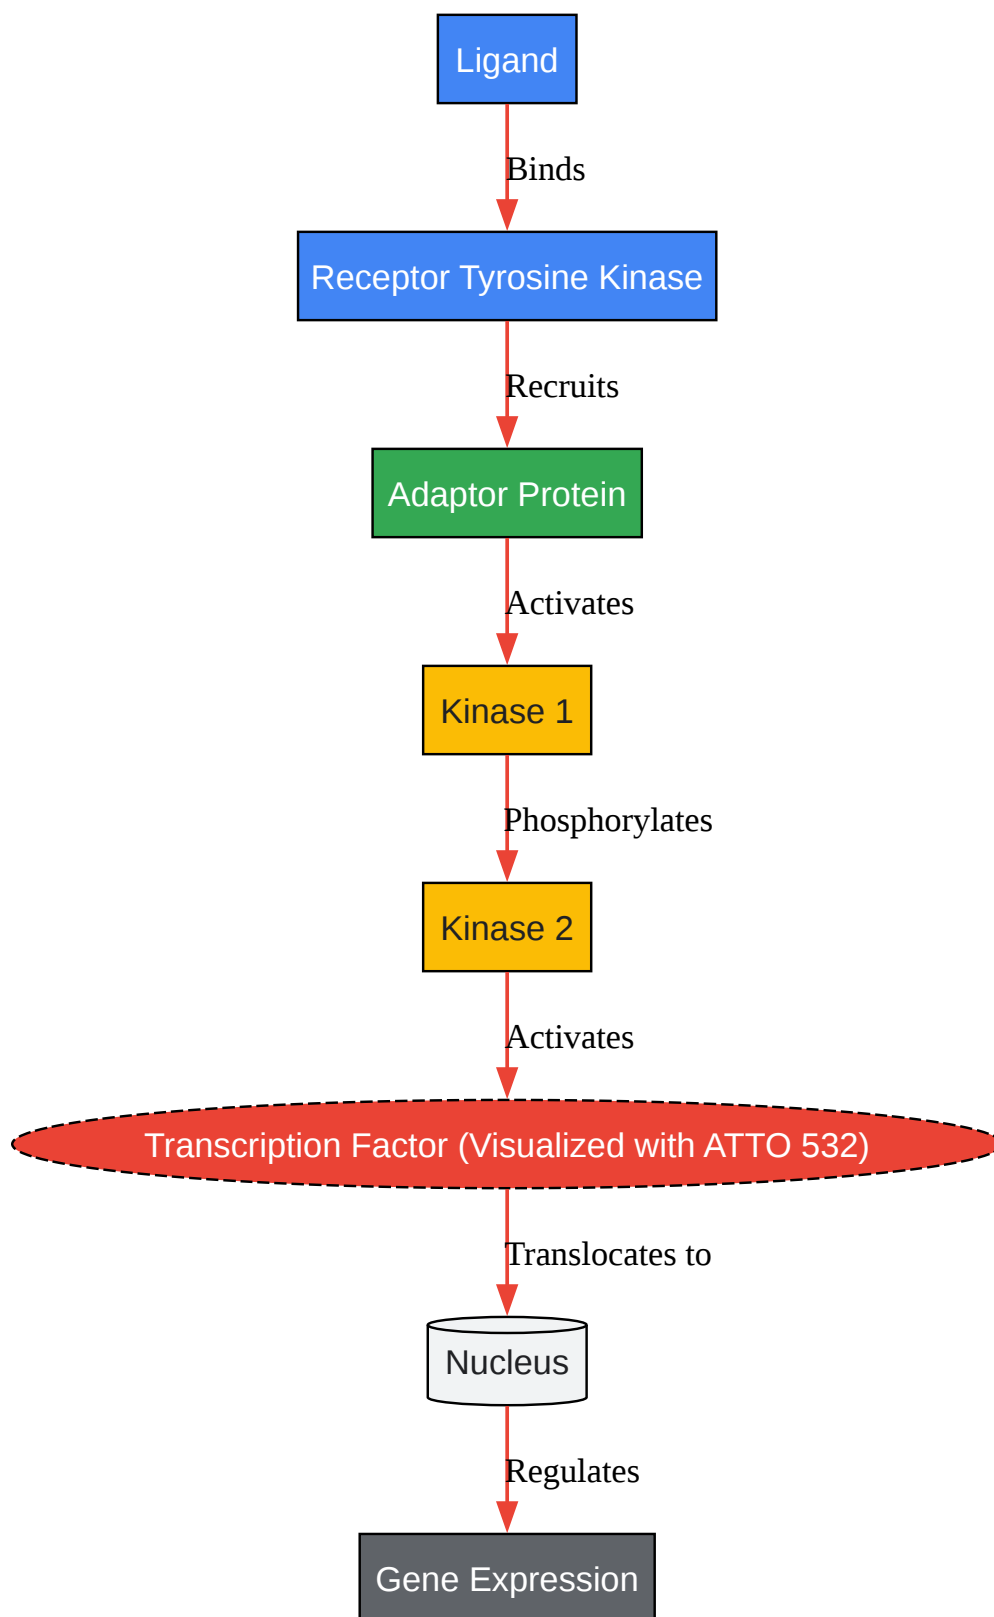 Ligand
Binds
Receptor Tyrosine Kinase
Recruits
Adaptor Protein
Activates
Kinase 1
Phosphorylates
Kinase 2
Activates
Transcription Factor (Visualized with ATTO 532)
Translocates to
Nucleus
Regulates
Gene Expression